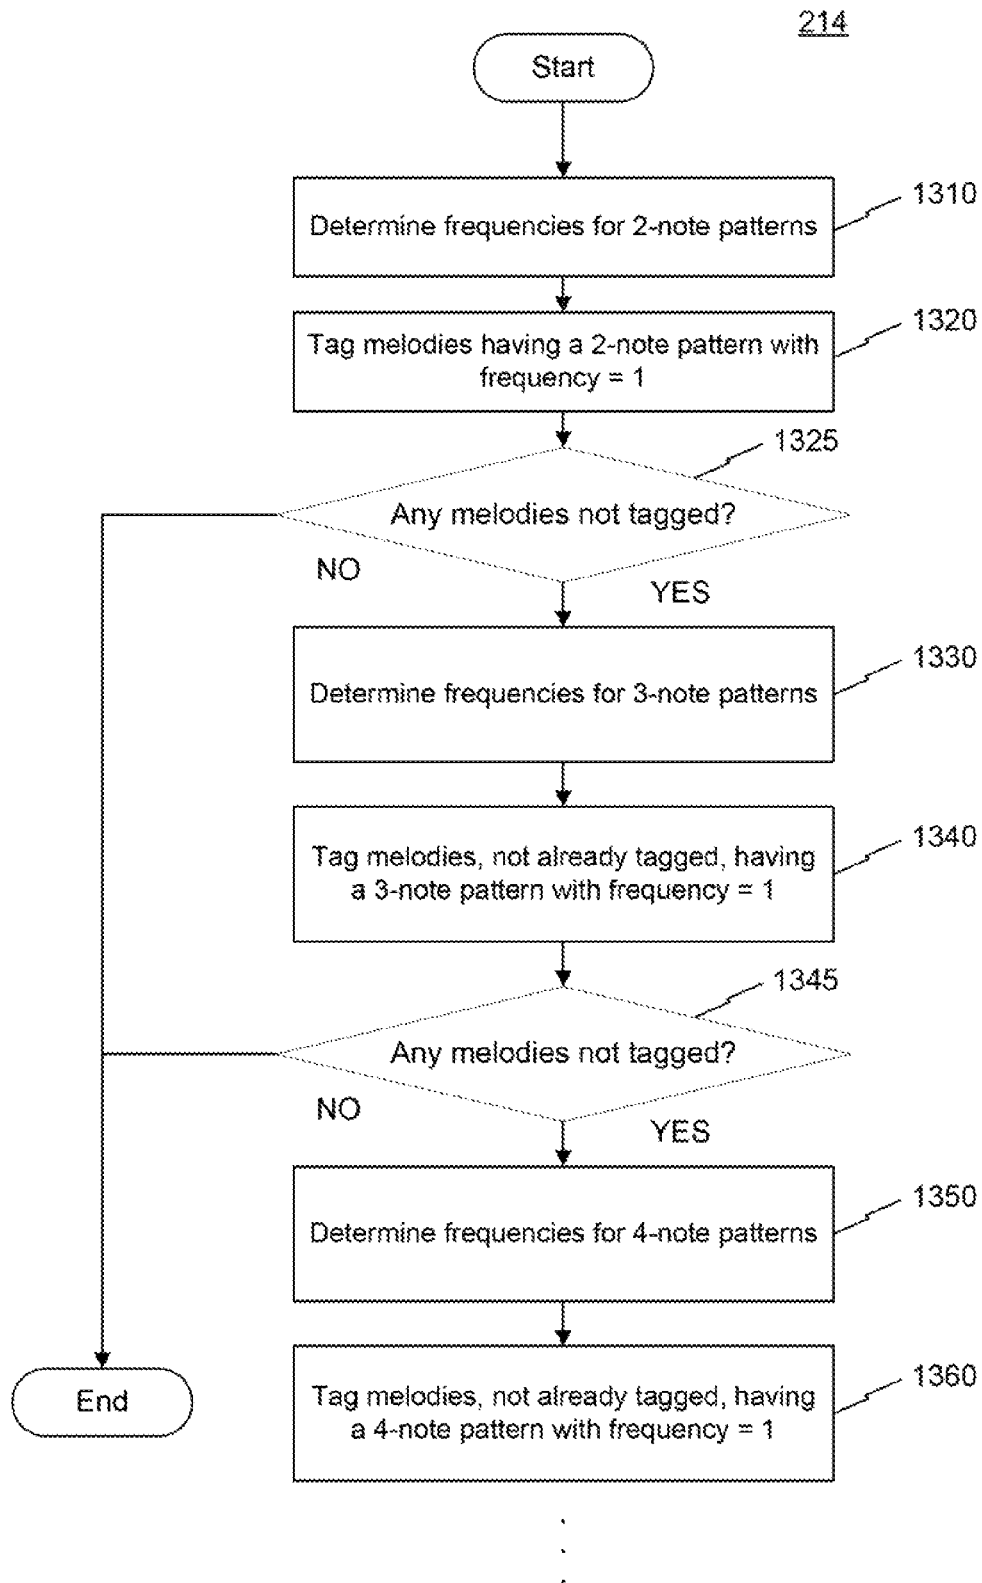 214
Start
1310
Determine frequencies for 2-note patterns
1320
Tag melodies having a 2-note pattern with
frequency = 1
1325
Any melodies not tagged?
NO
YES
1330
Determine frequencies for 3-note patterns
1340
Tag melodies, not already tagged, having
a 3-note pattern with frequency = 1
1345
Any melodies not tagged?
NO
YES
1350
Determine frequencies for 4-note patterns
1360
Tag melodies, not already tagged, having
a 4-note pattern with frequency = 1
End
.
.
.